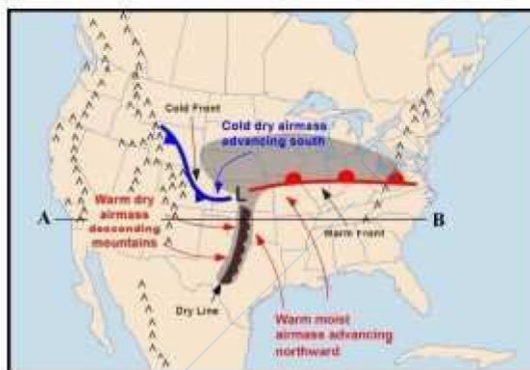 Cold Front
Cold dry airmass
advancing south
L
Warm dry
airmass
descending
mountains
A
B
Warm Front
Dry Line
Warm moist
airmass advancing
northward